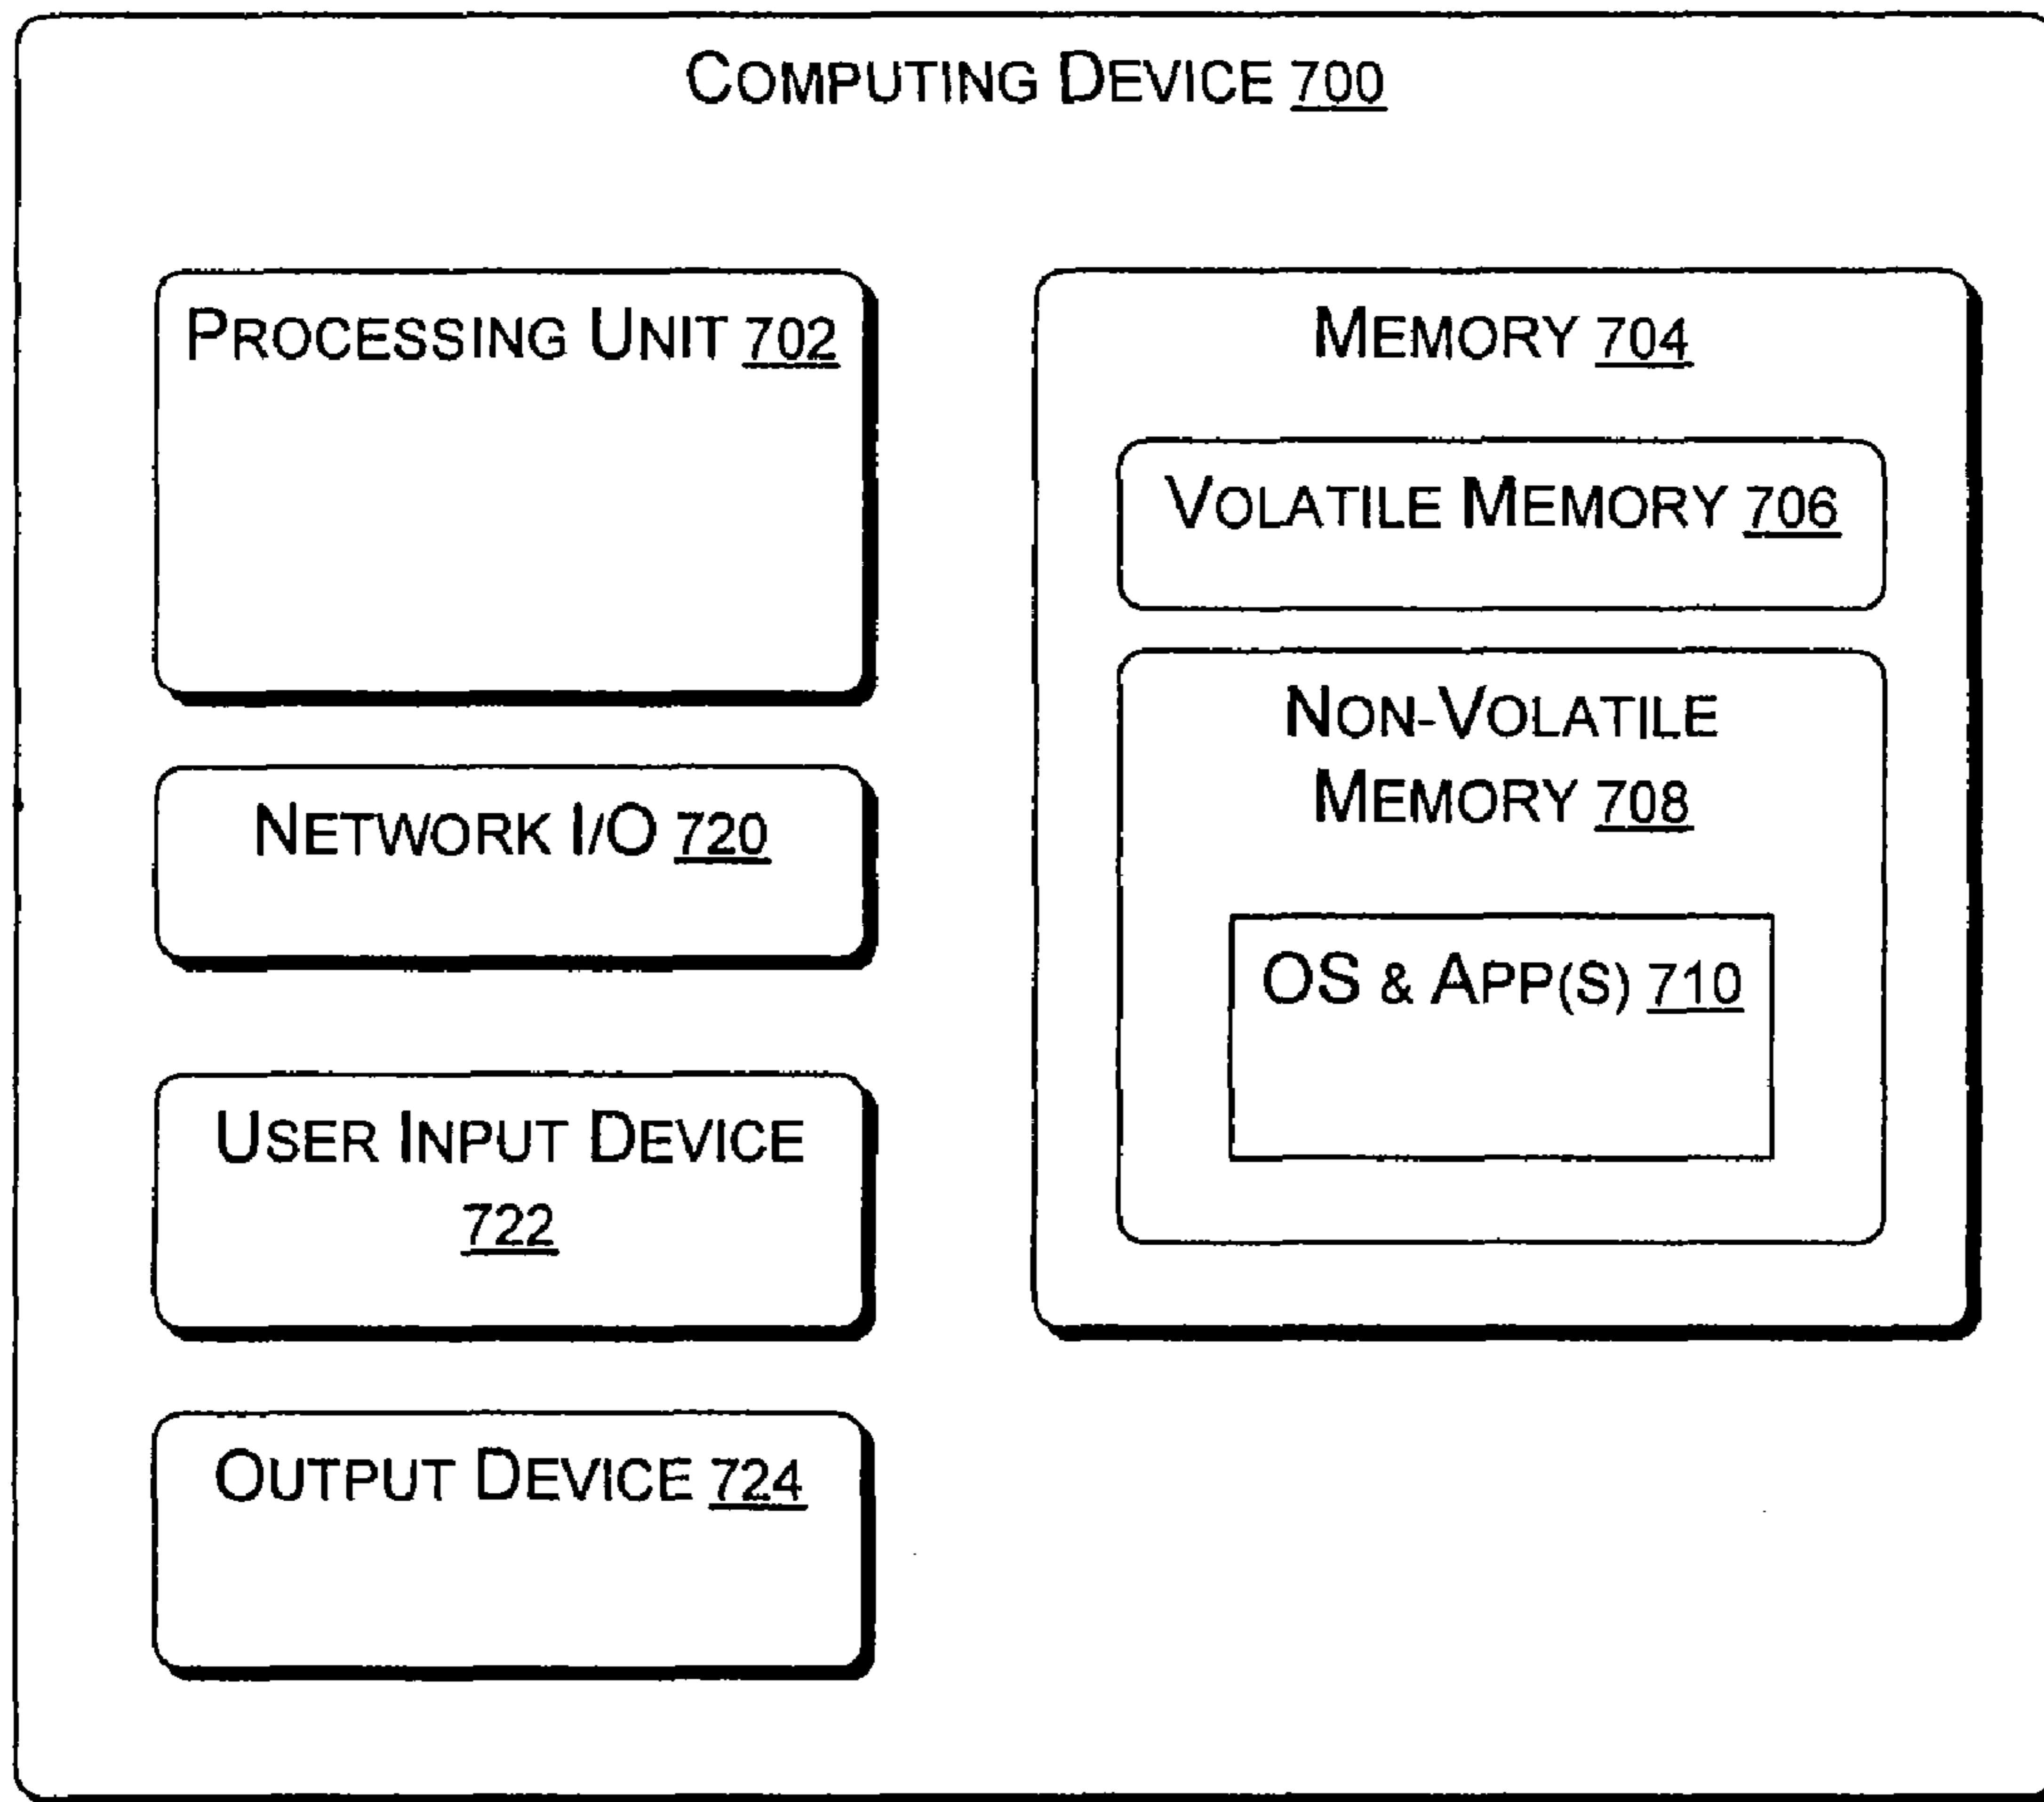 COMPUTING DEVICE 700
PROCESSING UNIT 702
NETWORK I/O 720
USER INPUT DEVICE
722
OUTPUT DEVICE 724
MEMORY 704
VOLATILE MEMORY 706
NON-VOLATILE
MEMORY 708
OS & APP(S) 710